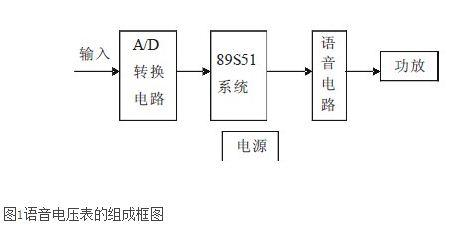 输入
A/D
转换
电路
89S51
系统
语
音
电
路
功放
电源
图1语音电压表的组成框图